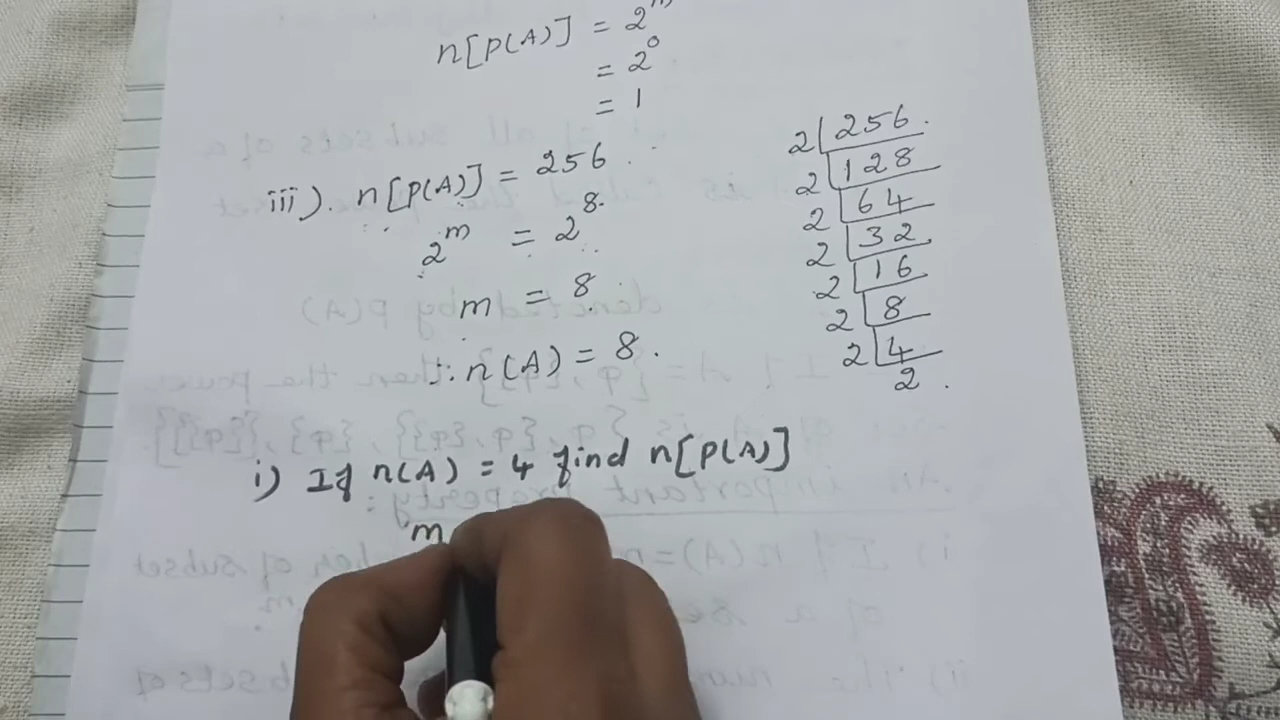 n[P(A)] = 2^m
= 2^0
= 1
iii). n[P(A)] = 256
2^m = 2^8
m = 8
∴ n(A) = 8.
2 | 256.
2 | 128
2 | 64
2 | 32
2 | 16
2 | 8
2 | 4
2.
i) If n(A) = 4 find n[P(A)]
m